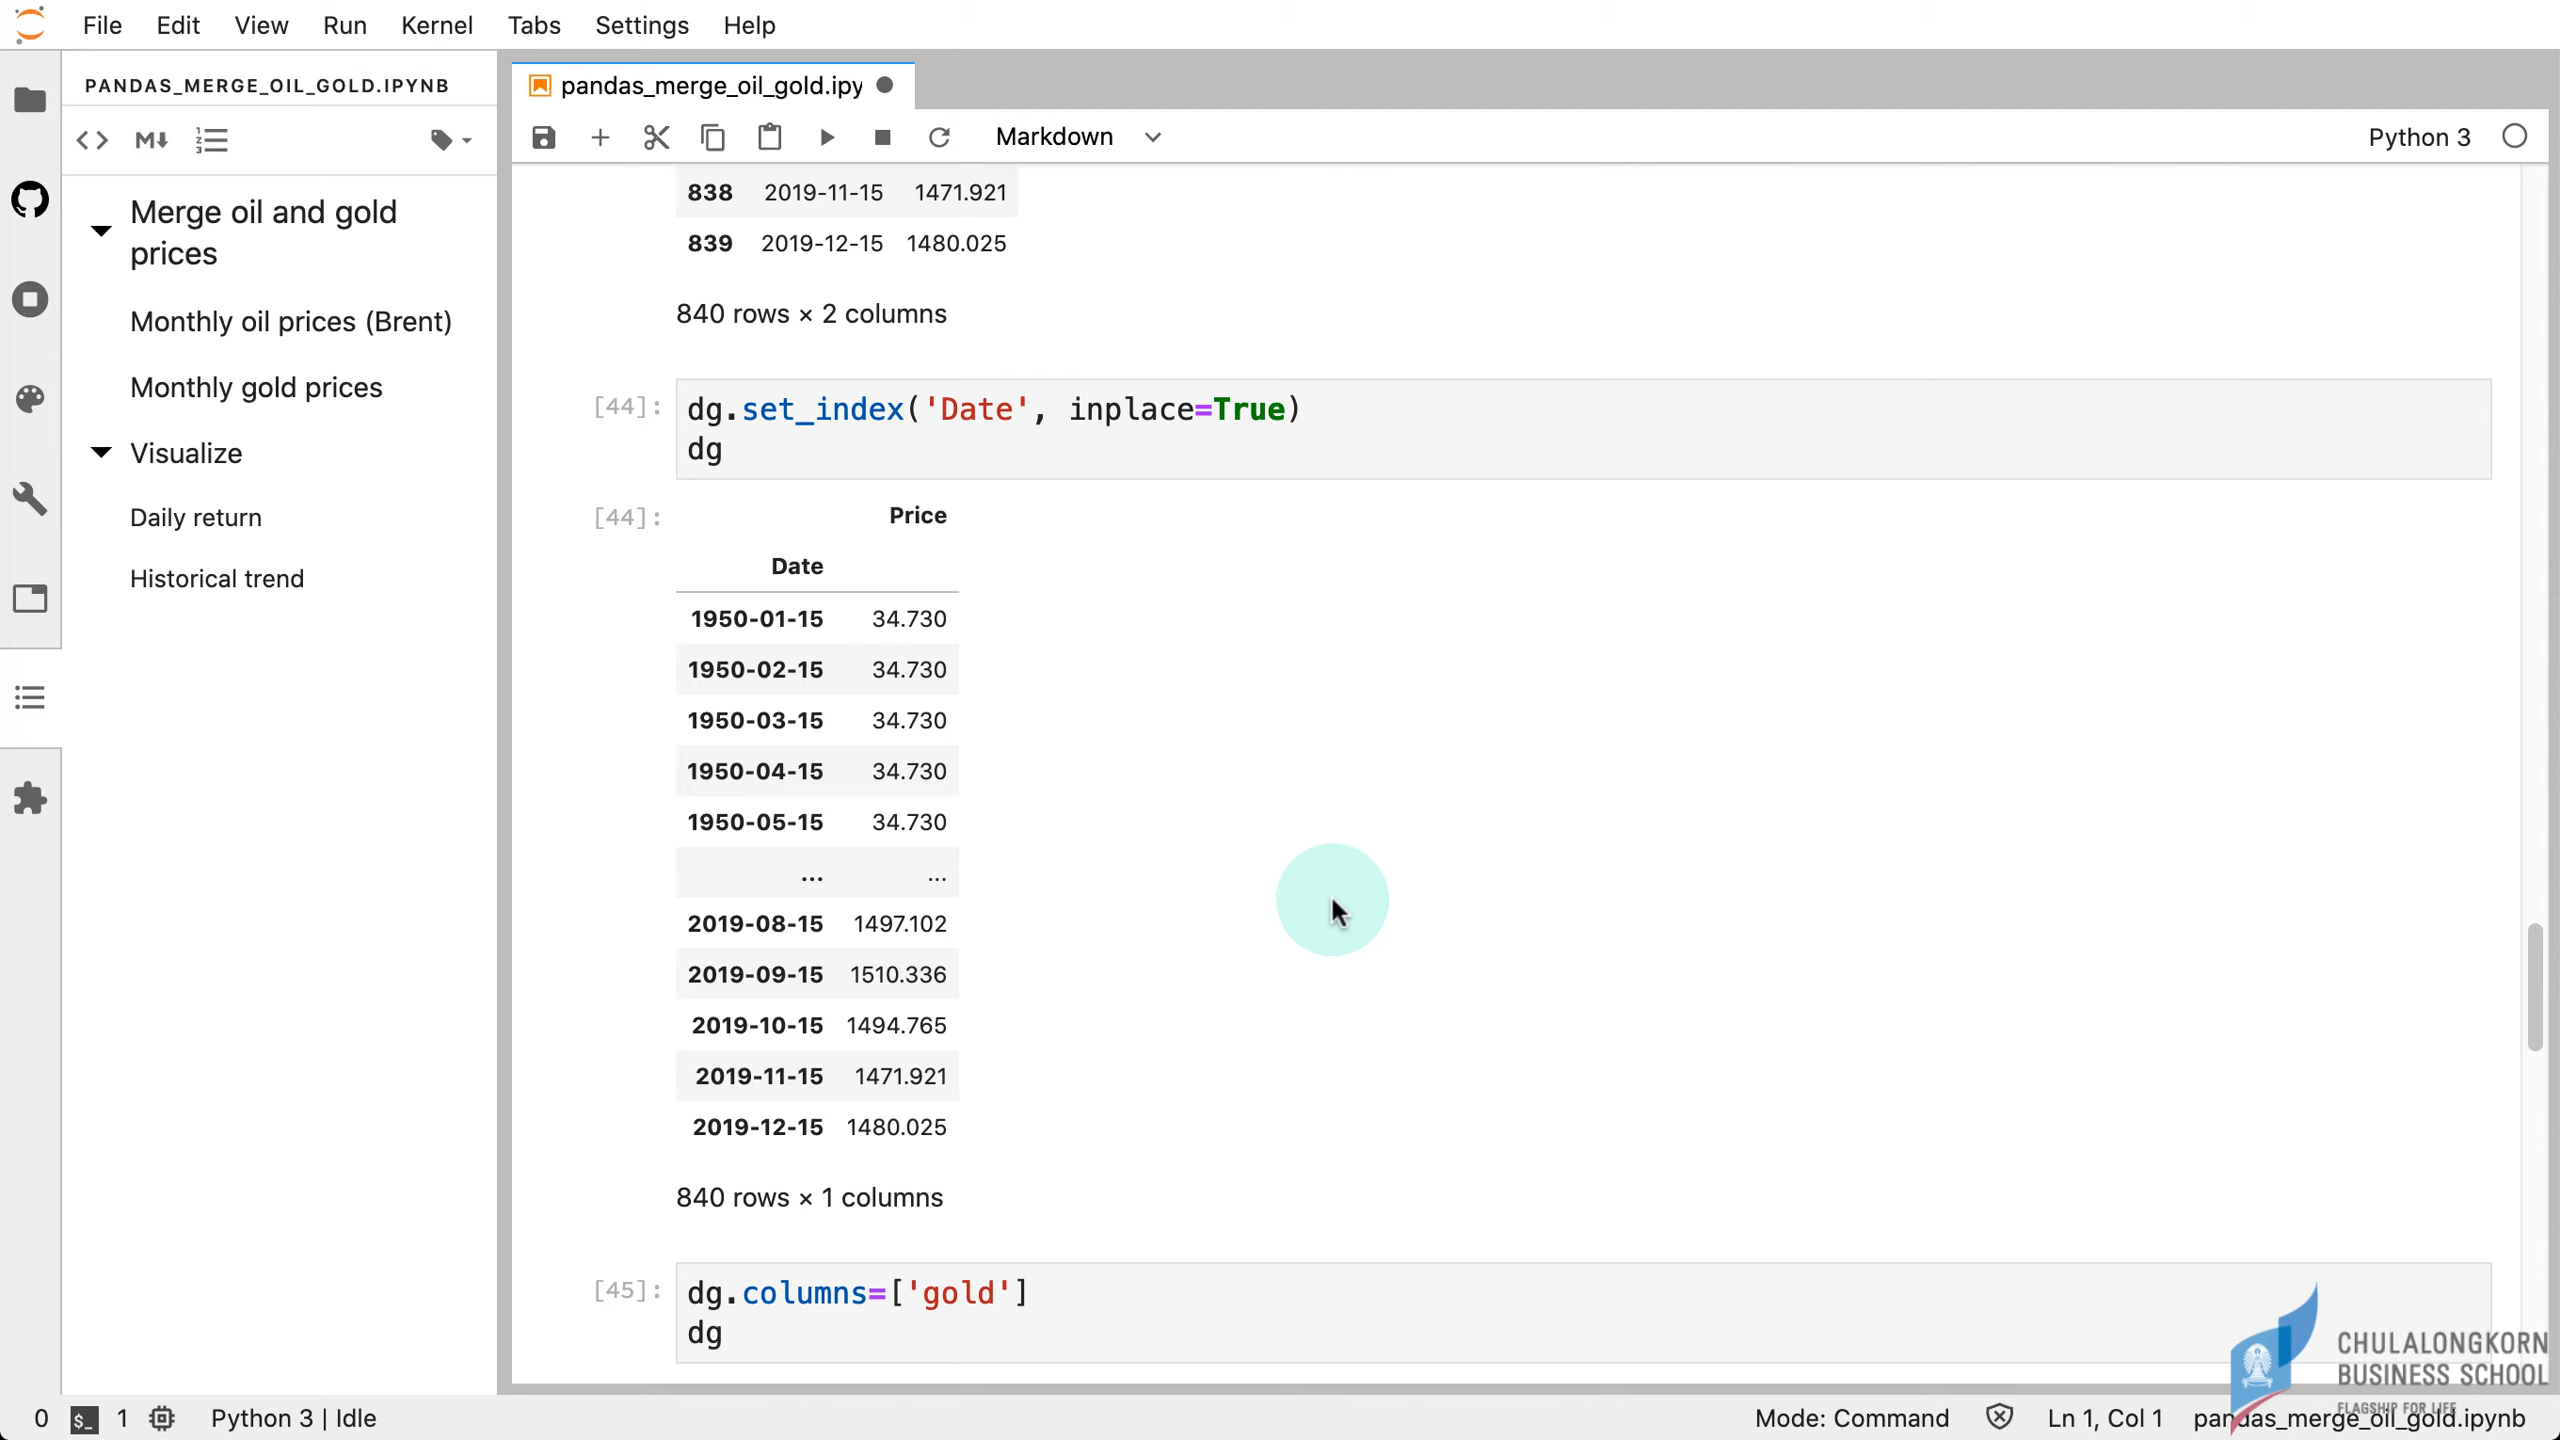 File Edit View Run Kernel Tabs Settings Help
PANDAS_MERGE_OIL_GOLD.IPYNB
M↓
Merge oil and gold
prices
Monthly oil prices (Brent)
Monthly gold prices
Visualize
Daily return
Historical trend
pandas_merge_oil_gold.ipy
Markdown
Python 3
838 2019-11-15 1471.921
839 2019-12-15 1480.025
840 rows × 2 columns
[44]: dg.set_index('Date', inplace=True)
dg
[44]: Price
Date
1950-01-15 34.730
1950-02-15 34.730
1950-03-15 34.730
1950-04-15 34.730
1950-05-15 34.730
... ...
2019-08-15 1497.102
2019-09-15 1510.336
2019-10-15 1494.765
2019-11-15 1471.921
2019-12-15 1480.025
840 rows × 1 columns
[45]: dg.columns=['gold']
dg
CHULALONGKORN
BUSINESS SCHOOL
FLAGSHIP FOR LIFE
0 $_ 1 Python 3 | Idle Mode: Command Ln 1, Col 1 pandas_merge_oil_gold.ipynb